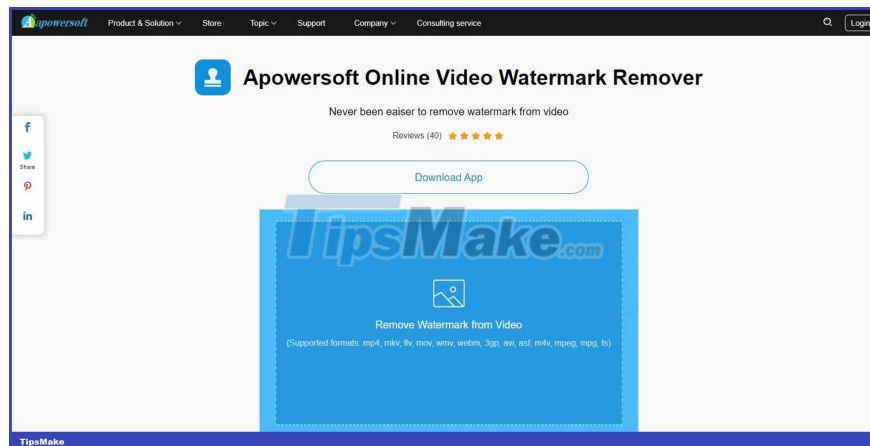 Apowersoft Product & Solution Store Topic Support Company Consulting service Login
Apowersoft Online Video Watermark Remover
Never been eaiser to remove watermark from video
Reviews (40)
f
Share
in
Download App
TipsMake.com
Remove Watermark from Video
(Supported formats: mp4, mkv, flv, mov, wmv, webm, 3gp, avi, asf, m4v, mpeg, mpg, ts)
TipsMake